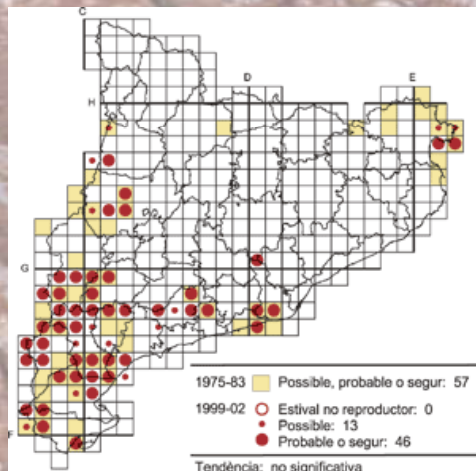 C
D
E
H
D/2
G
F
1975-83 Possible, probable o segur: 57
1999-02 Estival no reproductor: 0
Possible: 13
Probable o segur: 46
Tendència: no significativa